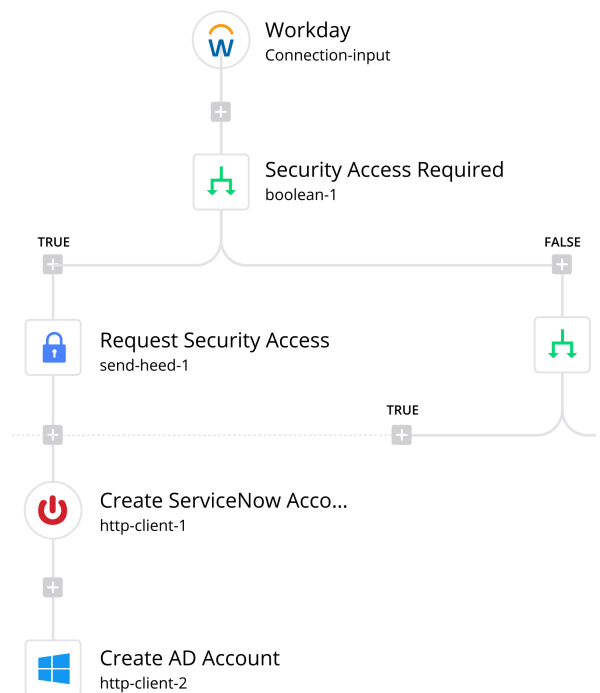 Workday
Connection-input
Security Access Required
boolean-1
TRUE
FALSE
Request Security Access
send-heed-1
TRUE
Create ServiceNow Acco...
http-client-1
Create AD Account
http-client-2